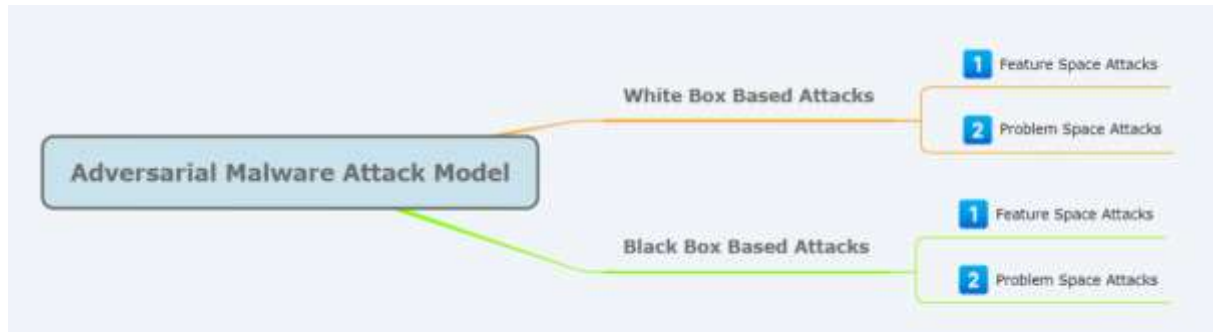 Adversarial Malware Attack Model
White Box Based Attacks
1 Feature Space Attacks
2 Problem Space Attacks
Black Box Based Attacks
1 Feature Space Attacks
2 Problem Space Attacks